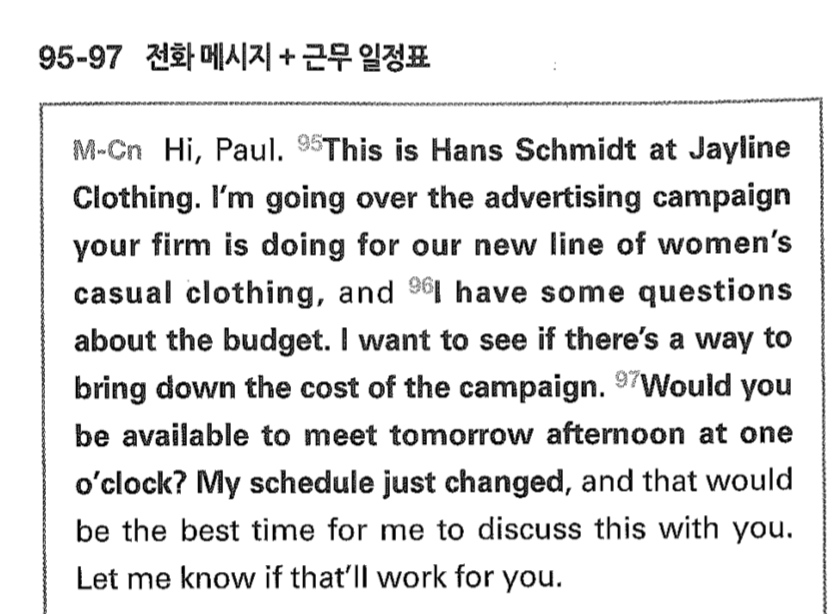 95-97 전화 메시지 + 근무 일정표
M-Cn Hi, Paul. 95This is Hans Schmidt at Jayline
Clothing. I'm going over the advertising campaign
your firm is doing for our new line of women's
casual clothing, and 96I have some questions
about the budget. I want to see if there's a way to
bring down the cost of the campaign. 97Would you
be available to meet tomorrow afternoon at one
o'clock? My schedule just changed, and that would
be the best time for me to discuss this with you.
Let me know if that'll work for you.